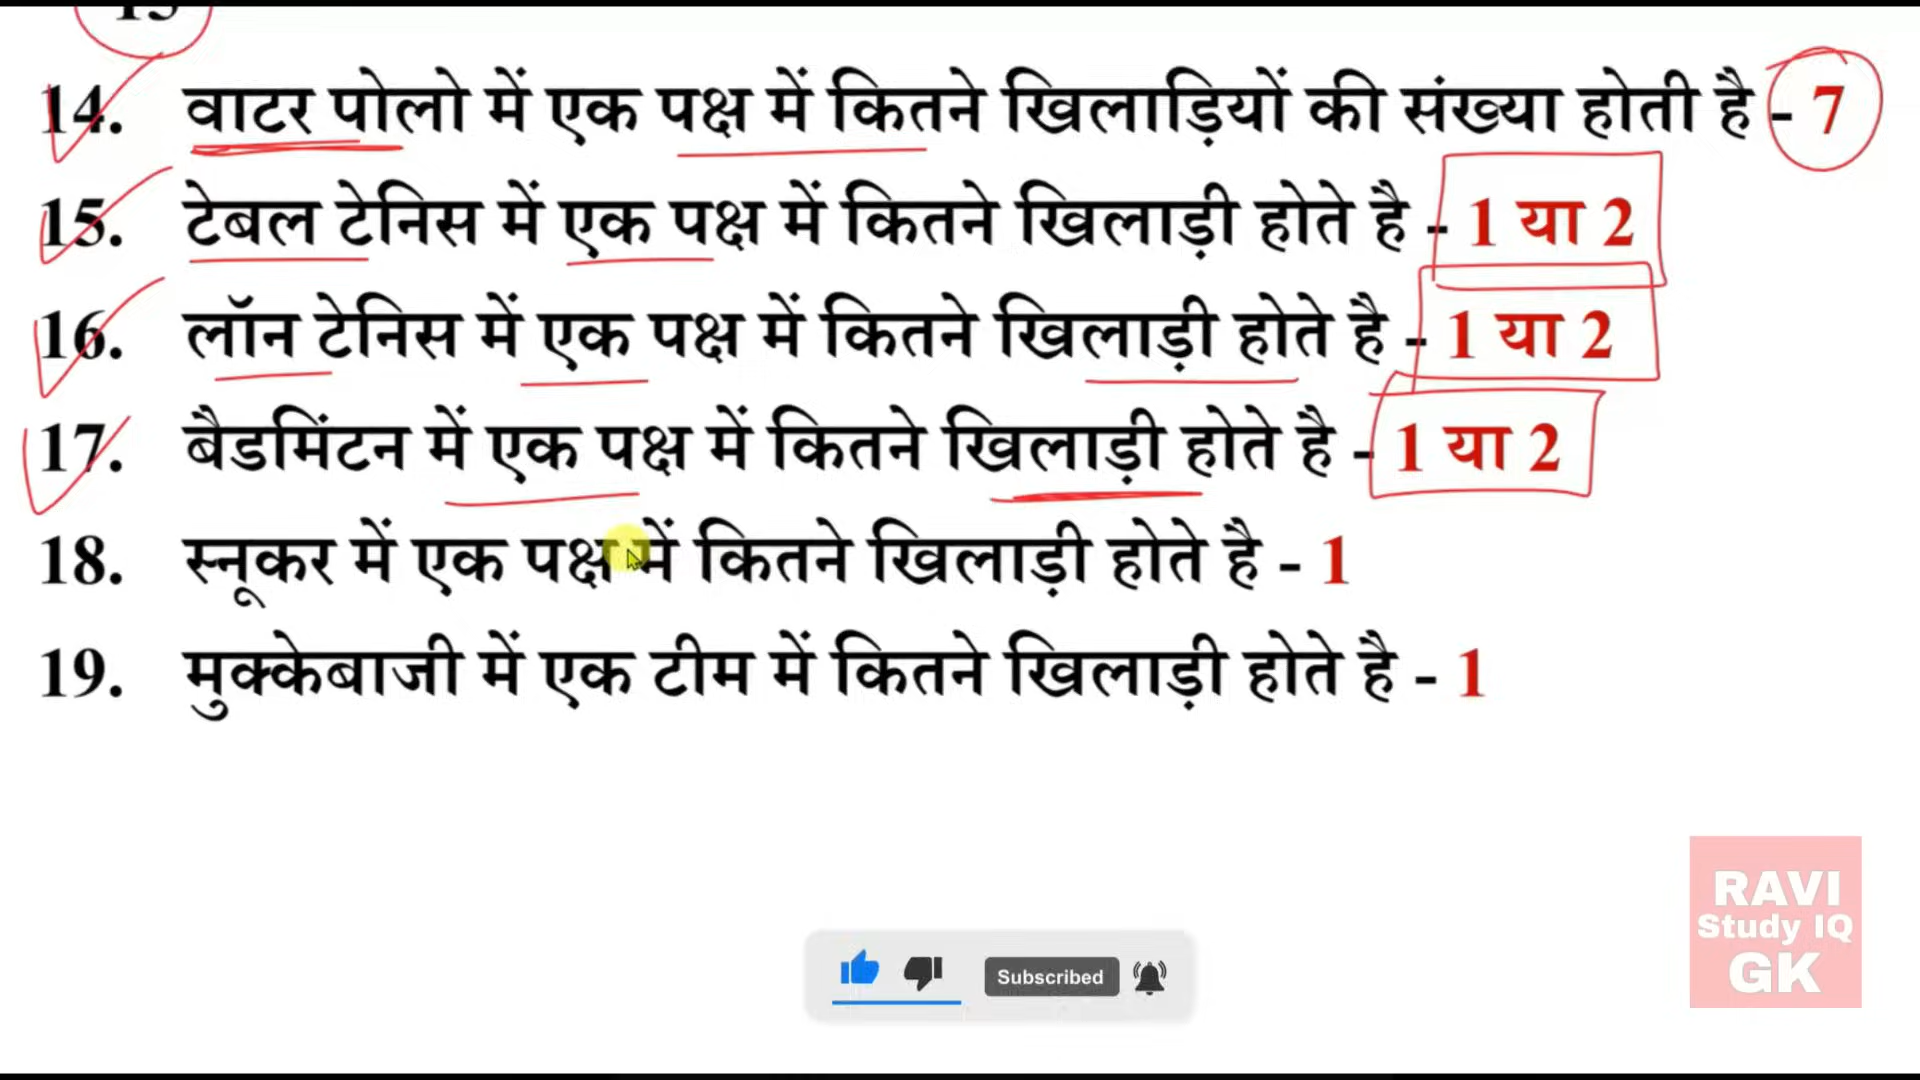 14. वाटर पोलो में एक पक्ष में कितने खिलाड़ियों की संख्या होती है - 7
15. टेबल टेनिस में एक पक्ष में कितने खिलाड़ी होते है - 1 या 2
16. लॉन टेनिस में एक पक्ष में कितने खिलाड़ी होते है - 1 या 2
17. बैडमिंटन में एक पक्ष में कितने खिलाड़ी होते है - 1 या 2
18. स्नूकर में एक पक्ष में कितने खिलाड़ी होते है - 1
19. मुक्केबाजी में एक टीम में कितने खिलाड़ी होते है - 1
RAVI
Study IQ
GK
Subscribed